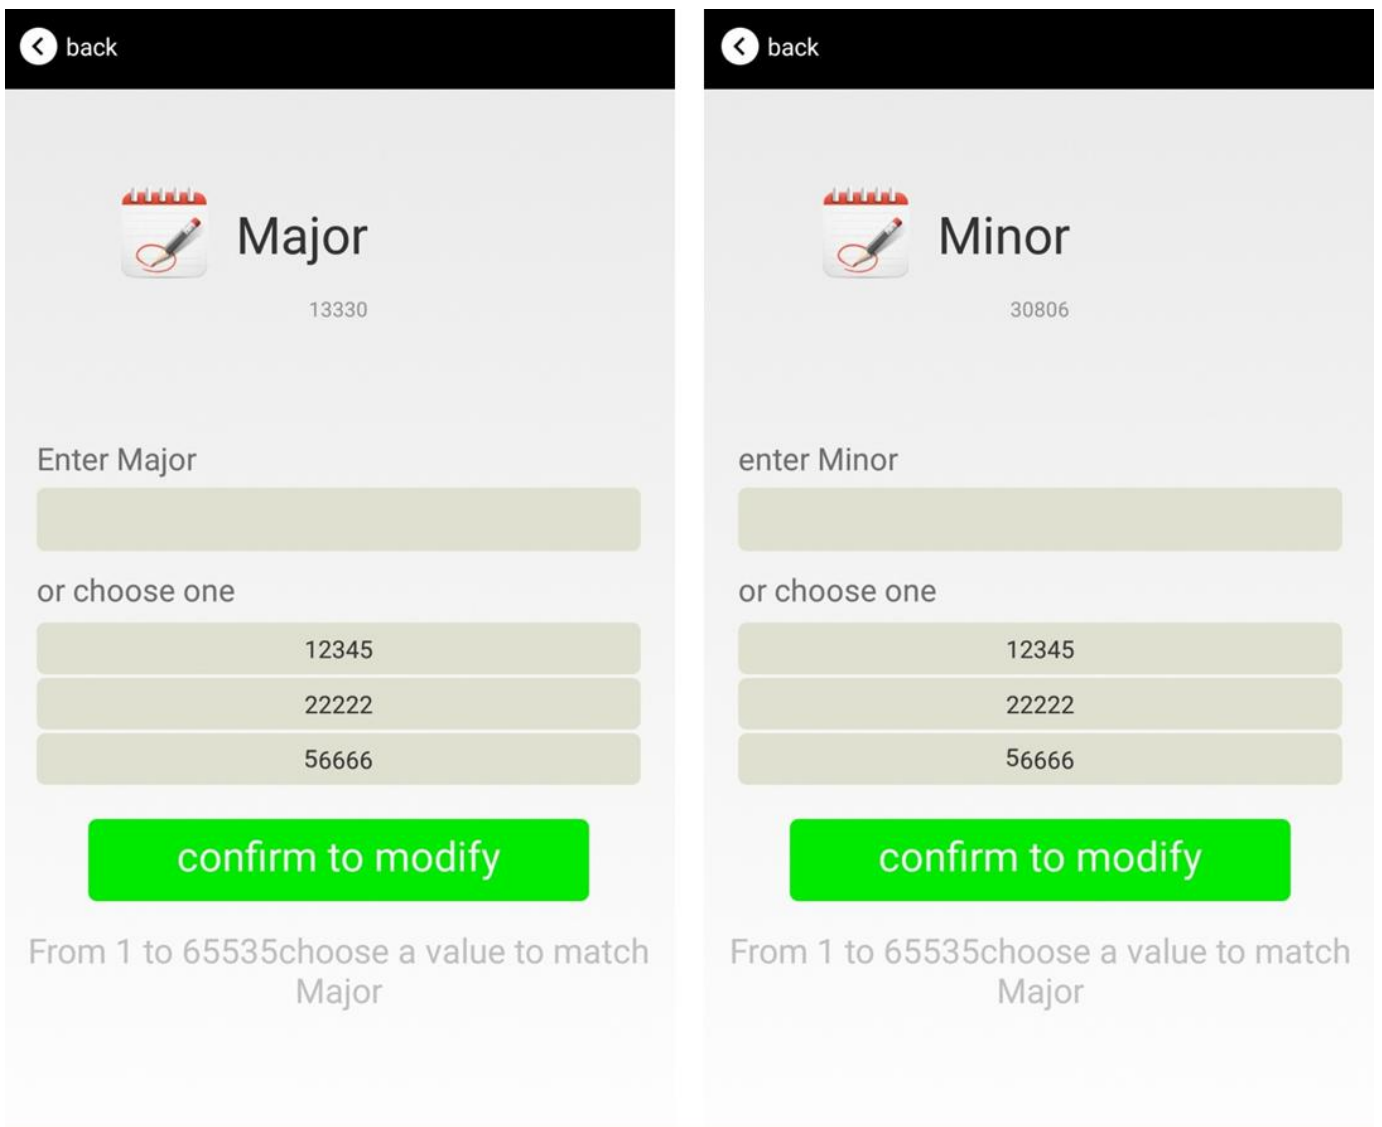 back
Major
13330
Enter Major
or choose one
12345
22222
56666
confirm to modify
From 1 to 65535choose a value to match
Major
back
Minor
30806
enter Minor
or choose one
12345
22222
56666
confirm to modify
From 1 to 65535choose a value to match
Major